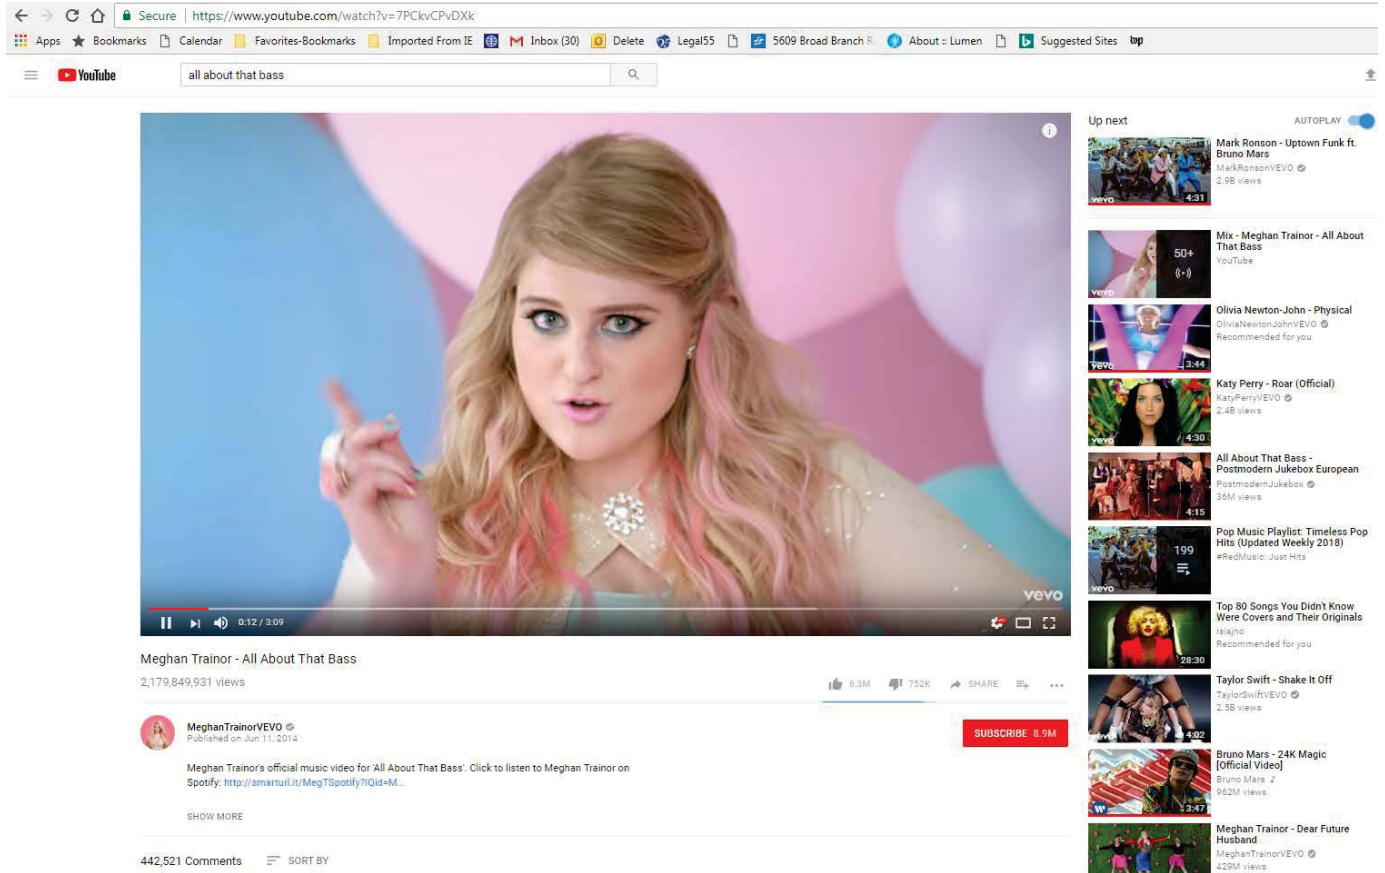 Secure | https://www.youtube.com/watch?v=7PCkvCPvDXk
Apps Bookmarks Calendar Favorites-Bookmarks Imported From IE Inbox (30) Delete Legal55 5609 Broad Branch R About :: Lumen Suggested Sites
YouTube
all about that bass
vevo
0:12 / 3:09
Meghan Trainor - All About That Bass
2,179,849,931 views
6.3M 752K SHARE
MeghanTrainorVEVO
Published on Jun 11, 2014
SUBSCRIBE 8.9M
Meghan Trainor's official music video for 'All About That Bass'. Click to listen to Meghan Trainor on
Spotify: http://smarturl.it/MegTSpotify?IQid=M...
SHOW MORE
442,521 Comments SORT BY
Up next AUTOPLAY
vevo 4:31
Mark Ronson - Uptown Funk ft.
Bruno Mars
MarkRonsonVEVO
2.9B views
vevo 50+
Mix - Meghan Trainor - All About
That Bass
YouTube
vevo 3:44
Olivia Newton-John - Physical
OliviaNewtonJohnVEVO
Recommended for you
vevo 4:30
Katy Perry - Roar (Official)
KatyPerryVEVO
2.4B views
4:15
All About That Bass -
Postmodern Jukebox European
PostmodernJukebox
36M views
vevo 199
Pop Music Playlist: Timeless Pop
Hits (Updated Weekly 2018)
#RedMusic: Just Hits
28:30
Top 80 Songs You Didn't Know
Were Covers and Their Originals
Recommended for you
4:02
Taylor Swift - Shake It Off
TaylorSwiftVEVO
2.5B views
3:47
Bruno Mars - 24K Magic
[Official Video]
Bruno Mars
962M views
Meghan Trainor - Dear Future
Husband
MeghanTrainorVEVO
429M views